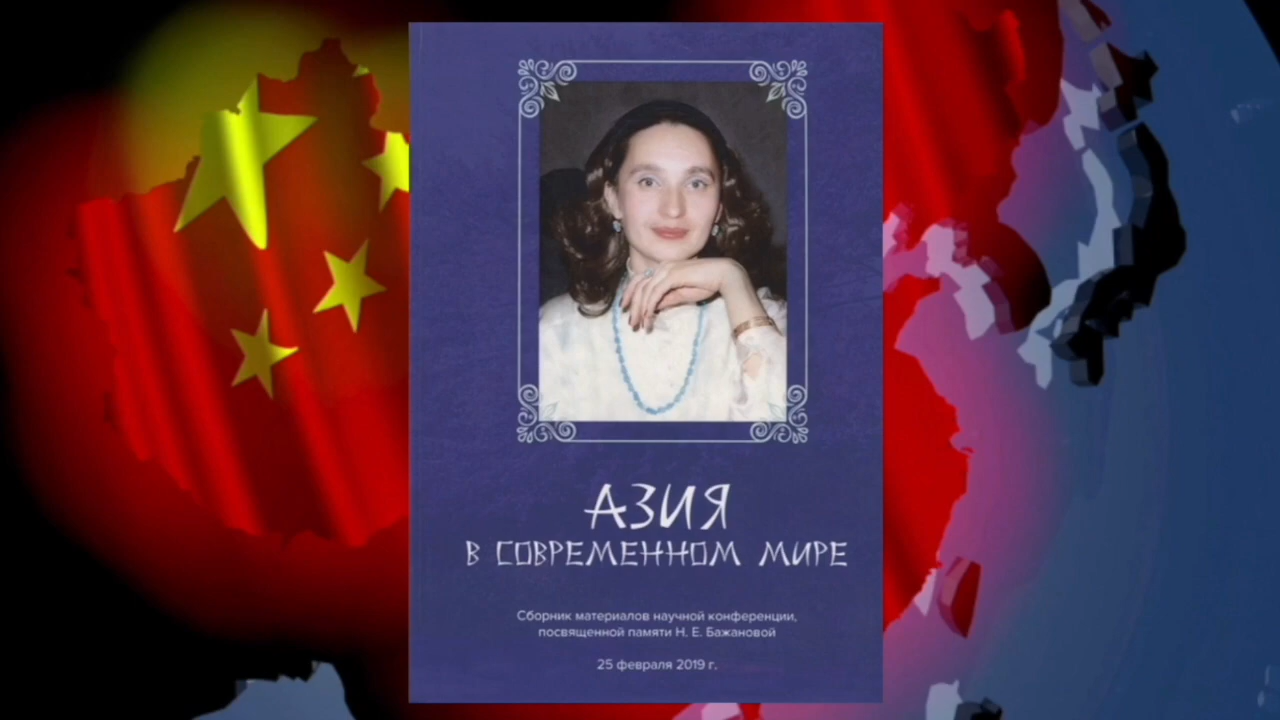 АЗИЯ
В СОВРЕМЕННОМ МИРЕ
Сборник материалов научной конференции,
посвященной памяти Н. Е. Бажановой
25 февраля 2019 г.